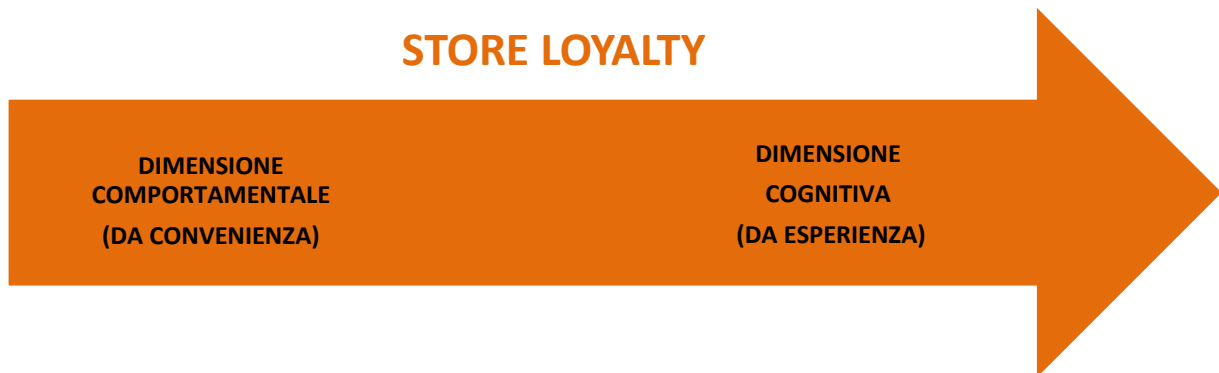 STORE LOYALTY
DIMENSIONE
COMPORTAMENTALE
(DA CONVENIENZA)
DIMENSIONE
COGNITIVA
(DA ESPERIENZA)